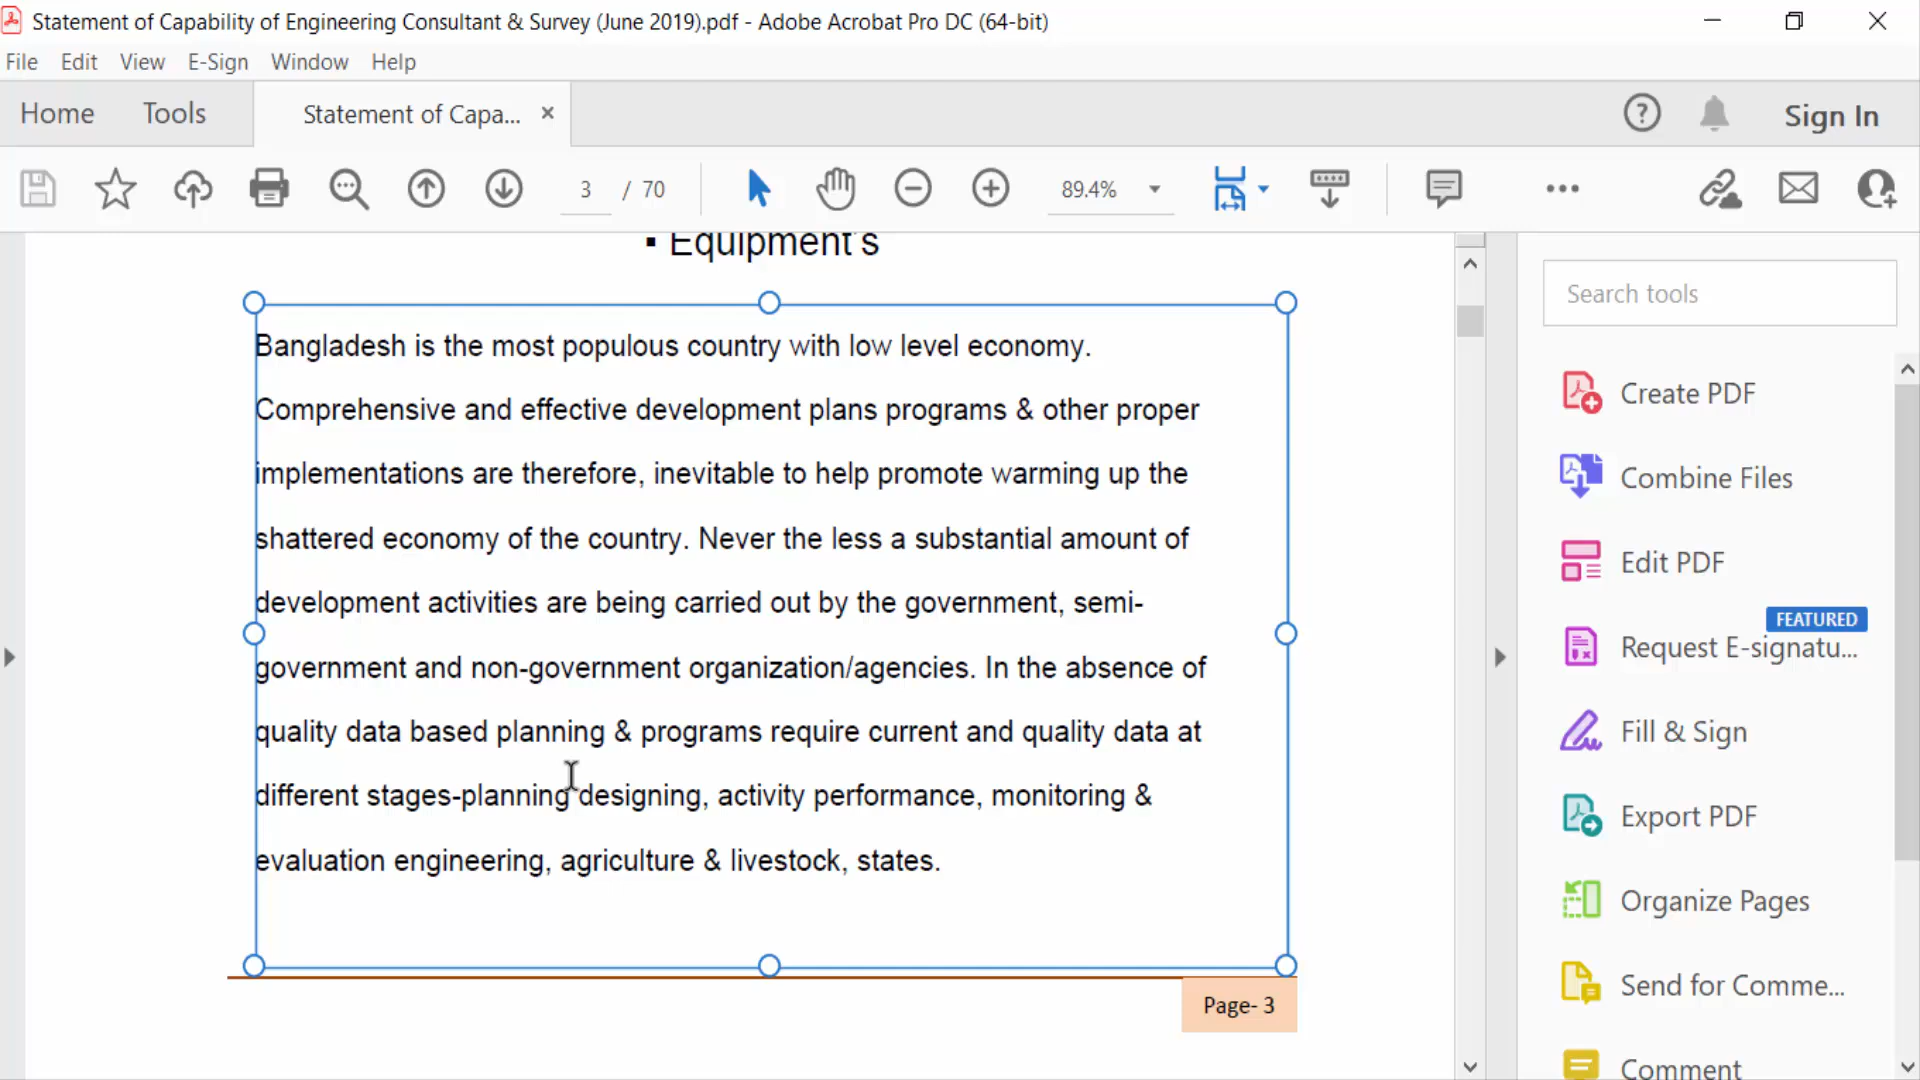 Statement of Capability of Engineering Consultant & Survey (June 2019).pdf - Adobe Acrobat Pro DC (64-bit)
File Edit View E-Sign Window Help
Home Tools Statement of Capa... × Sign In
3 / 70 89.4%
▪ Equipment's
Bangladesh is the most populous country with low level economy.
Comprehensive and effective development plans programs & other proper
implementations are therefore, inevitable to help promote warming up the
shattered economy of the country. Never the less a substantial amount of
development activities are being carried out by the government, semi-
government and non-government organization/agencies. In the absence of
quality data based planning & programs require current and quality data at
different stages-planning designing, activity performance, monitoring &
evaluation engineering, agriculture & livestock, states.
Page- 3
Search tools
Create PDF
Combine Files
Edit PDF
FEATURED
Request E-signatu...
Fill & Sign
Export PDF
Organize Pages
Send for Comme...
Comment